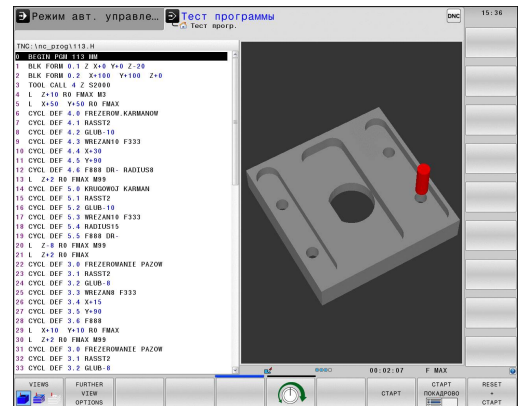 Режим авт. управле…
Тест программы
Тест прогр.
DNC
15:36
TNC:\nc_prog\113.H
0 BEGIN PGM 113 MM
1 BLK FORM 0.1 Z X+0 Y+0 Z-20
2 BLK FORM 0.2 X+100 Y+100 Z+0
3 TOOL CALL 4 Z S2000
4 L Z+10 R0 FMAX M3
5 L X+50 Y+50 R0 FMAX
6 CYCL DEF 4.0 FREZEROW.KARMANOW
7 CYCL DEF 4.1 RASST2
8 CYCL DEF 4.2 GLUB-10
9 CYCL DEF 4.3 WREZAN10 F333
10 CYCL DEF 4.4 X+30
11 CYCL DEF 4.5 Y+90
12 CYCL DEF 4.6 F888 DR- RADIUS8
13 L Z+2 R0 FMAX M99
14 CYCL DEF 5.0 KRUGOWOJ KARMAN
15 CYCL DEF 5.1 RASST2
16 CYCL DEF 5.2 GLUB-10
17 CYCL DEF 5.3 WREZAN10 F333
18 CYCL DEF 5.4 RADIUS15
19 CYCL DEF 5.5 F888 DR-
20 L Z-8 R0 FMAX M99
21 L Z+2 R0 FMAX
22 CYCL DEF 3.0 FREZEROWANIE PAZOW
23 CYCL DEF 3.1 RASST2
24 CYCL DEF 3.2 GLUB-8
25 CYCL DEF 3.3 WREZAN8 F333
26 CYCL DEF 3.4 X+15
27 CYCL DEF 3.5 Y+90
28 CYCL DEF 3.6 F888
29 L X+10 Y+10 R0 FMAX
30 L Z+2 R0 FMAX M99
31 CYCL DEF 3.0 FREZEROWANIE PAZOW
32 CYCL DEF 3.1 RASST2
33 CYCL DEF 3.2 GLUB-8
00:02:07 F MAX
VIEWS
FURTHER
VIEW
OPTIONS
СТАРТ
СТАРТ
ПОКАДРОВО
RESET
+
СТАРТ